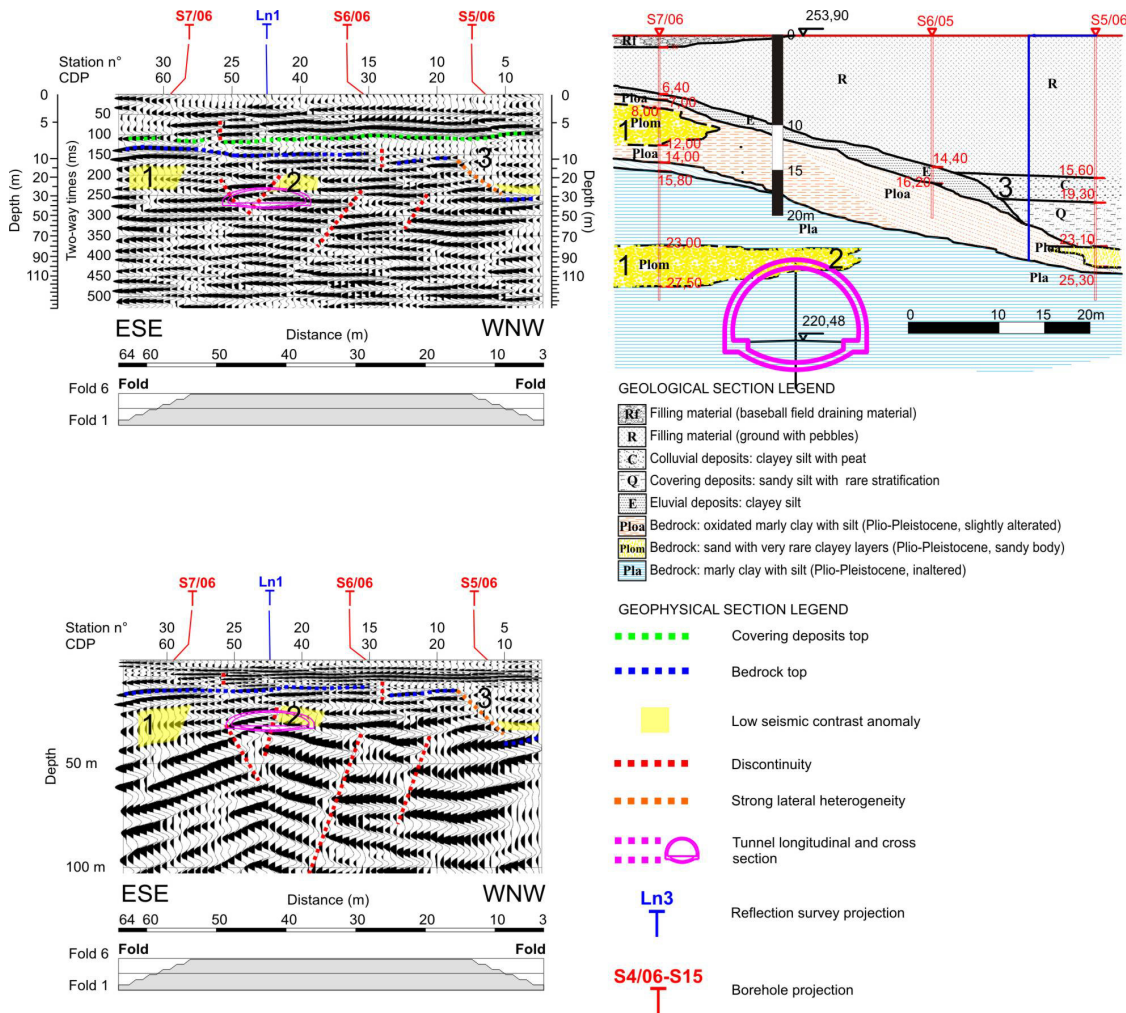 S7/06 Ln1 S6/06 S5/06
Station n° 30 25 20 15 10
CDP 60 50 40 30 20 10
0 0
50
5 100 5
10 150 10
20 200 20
30 250 30
50 300 50
70 350 70
90 400 90
110 450 110
500
Depth (m)
Two-way times (ms)
Depth (m)
1 2 3
ESE Distance (m) WNW
64 60 50 40 30 20 10 3
Fold 6 Fold Fold
Fold 1
S7/06 253,90 S6/05 S5/06
Rf 0
R R
6,40
Ploa 7,00
8,00
1 Plom
E 10
12,00
Ploa 14,00
15,80
15
14,40
E
16,20
Ploa
3
15,60
C
19,30
20m
Pla
Q
23,00
23,10
Ploa
1 Plom 2
Pla 25,30
27,50
220,48
0 10 15 20m
GEOLOGICAL SECTION LEGEND
Rf Filling material (baseball field draining material)
R Filling material (ground with pebbles)
C Colluvial deposits: clayey silt with peat
Q Covering deposits: sandy silt with rare stratification
E Eluvial deposits: clayey silt
Ploa Bedrock: oxidated marly clay with silt (Plio-Pleistocene, slightly alterated)
Plom Bedrock: sand with very rare clayey layers (Plio-Pleistocene, sandy body)
Pla Bedrock: marly clay with silt (Plio-Pleistocene, inaltered)
S7/06 Ln1 S6/06 S5/06
Station n° 30 25 20 15 10
CDP 60 50 40 30 20 10
1 2 3
Depth
50 m
100 m
ESE Distance (m) WNW
64 60 50 40 30 20 10 3
Fold 6 Fold Fold
Fold 1
GEOPHYSICAL SECTION LEGEND
Covering deposits top
Bedrock top
Low seismic contrast anomaly
Discontinuity
Strong lateral heterogeneity
Tunnel longitudinal and cross
section
Ln3
Reflection survey projection
S4/06-S15
Borehole projection